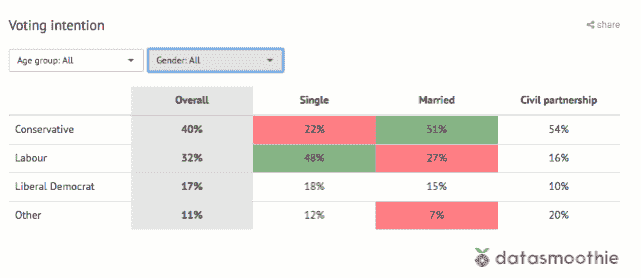 Voting intention share
Age group: All Gender: All
Overall Single Married Civil partnership
Conservative 40% 22% 51% 54%
Labour 32% 48% 27% 16%
Liberal Democrat 17% 18% 15% 10%
Other 11% 12% 7% 20%
datasmoothie